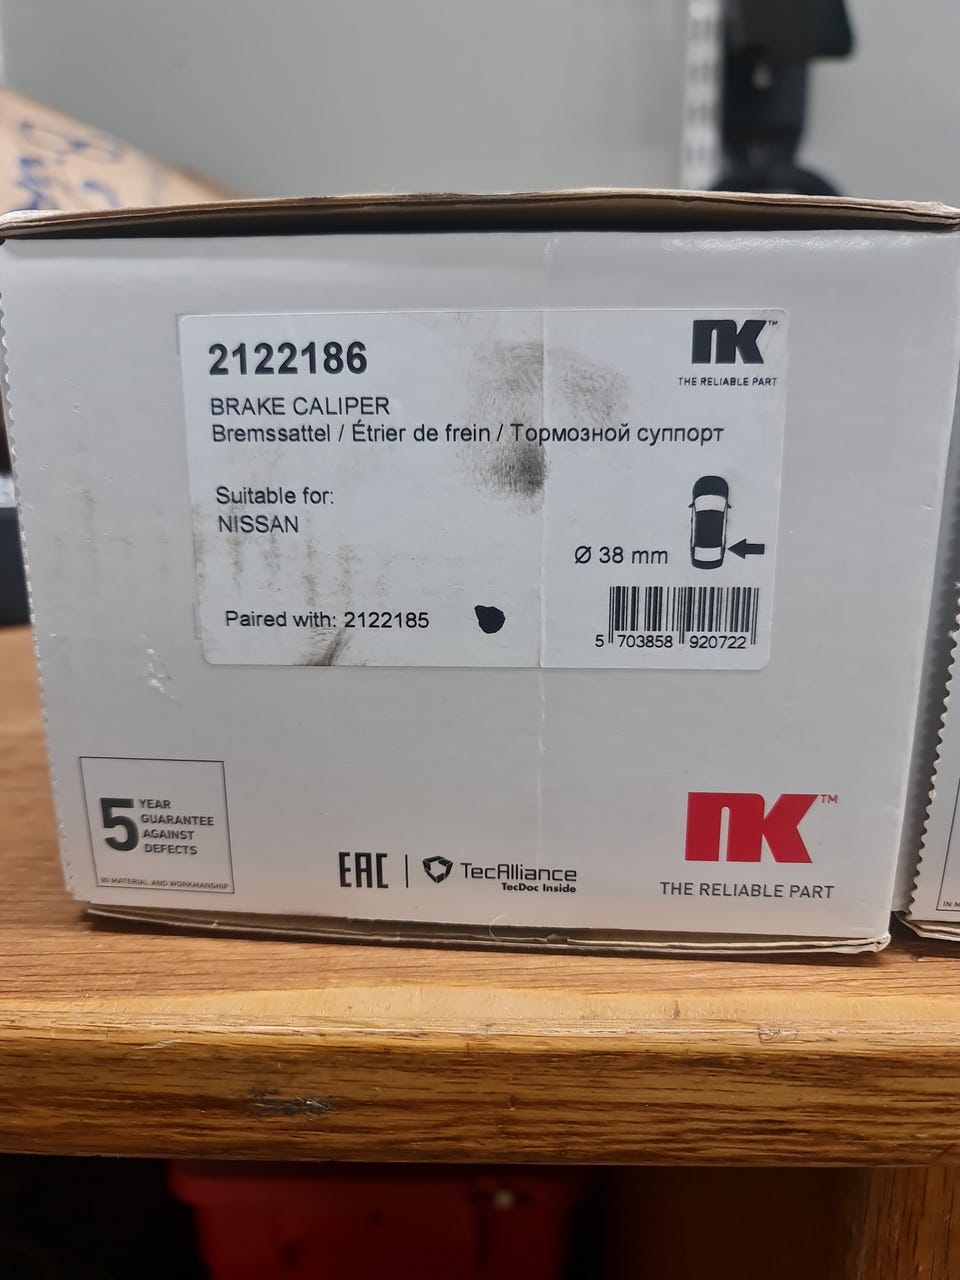 2122186
nK™
THE RELIABLE PART
BRAKE CALIPER
Bremssattel / Étrier de frein / Тормозной суппорт
Suitable for:
NISSAN
Ø 38 mm
Paired with: 2122185
5 703858 920722
5 YEAR
GUARANTEE
AGAINST
DEFECTS
IN MATERIAL AND WORKMANSHIP
EAC
TecAlliance
TecDoc Inside
nK™
THE RELIABLE PART